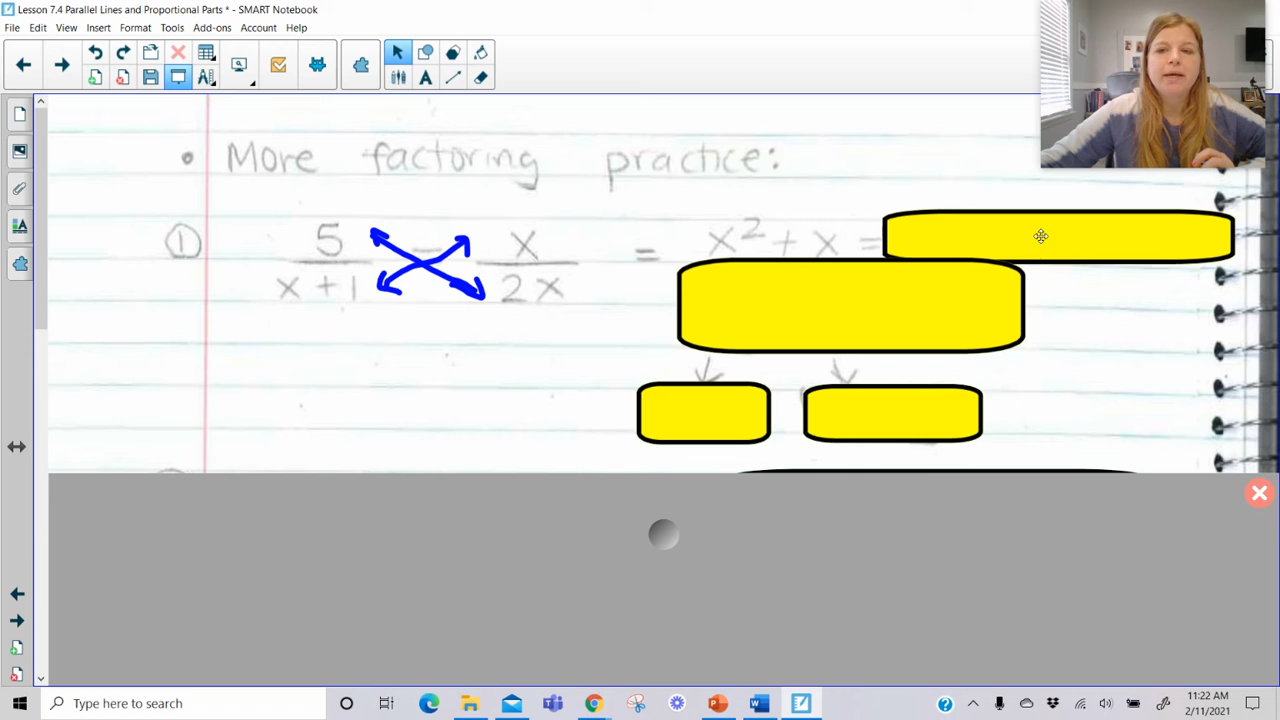 Lesson 7.4 Parallel Lines and Proportional Parts * - SMART Notebook
File Edit View Insert Format Tools Add-ons Account Help
• More factoring practice:
① 5 = x = x² + x =
x + 1 2x
Type here to search
11:22 AM
2/11/2021